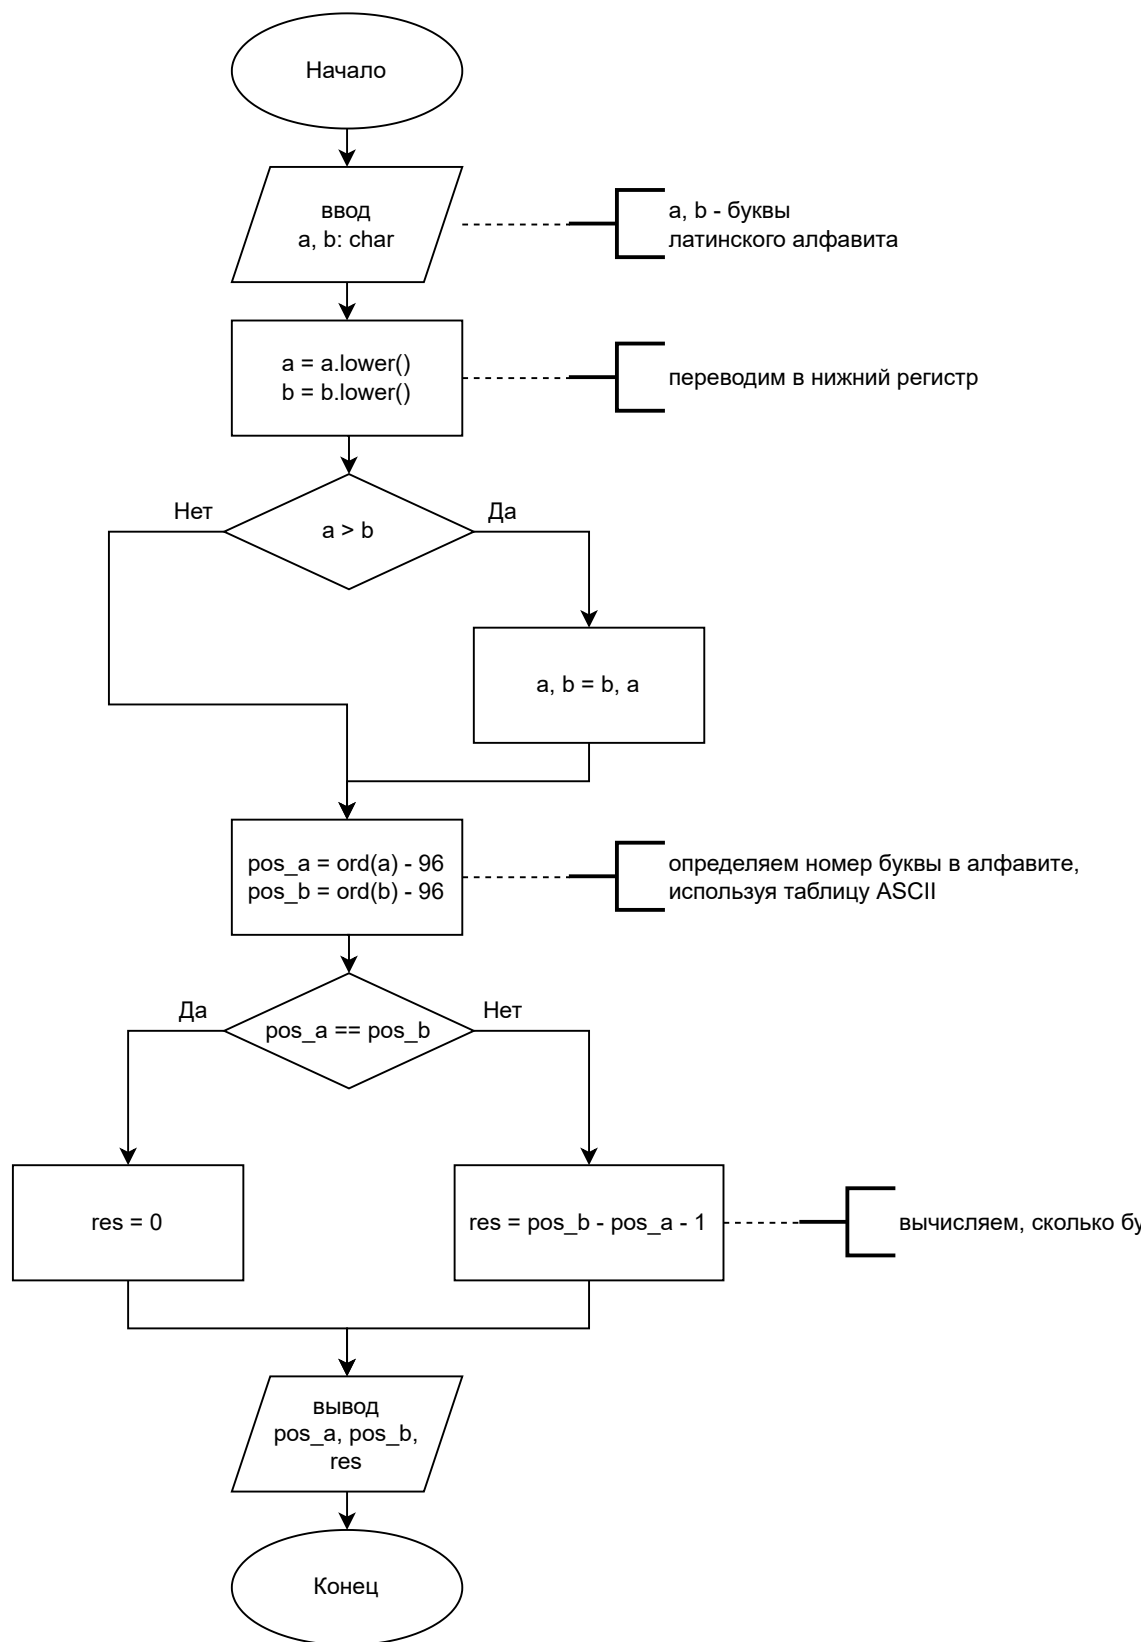 Начало
ввод
a, b: char
a, b - буквы
латинского алфавита
a = a.lower()
b = b.lower()
переводим в нижний регистр
Нет
Да
a > b
a, b = b, a
pos_a = ord(a) - 96
pos_b = ord(b) - 96
определяем номер буквы в алфавите,
используя таблицу ASCII
Да
Нет
pos_a == pos_b
res = 0
res = pos_b - pos_a - 1
вычисляем, сколько
вывод
pos_a, pos_b,
res
Конец